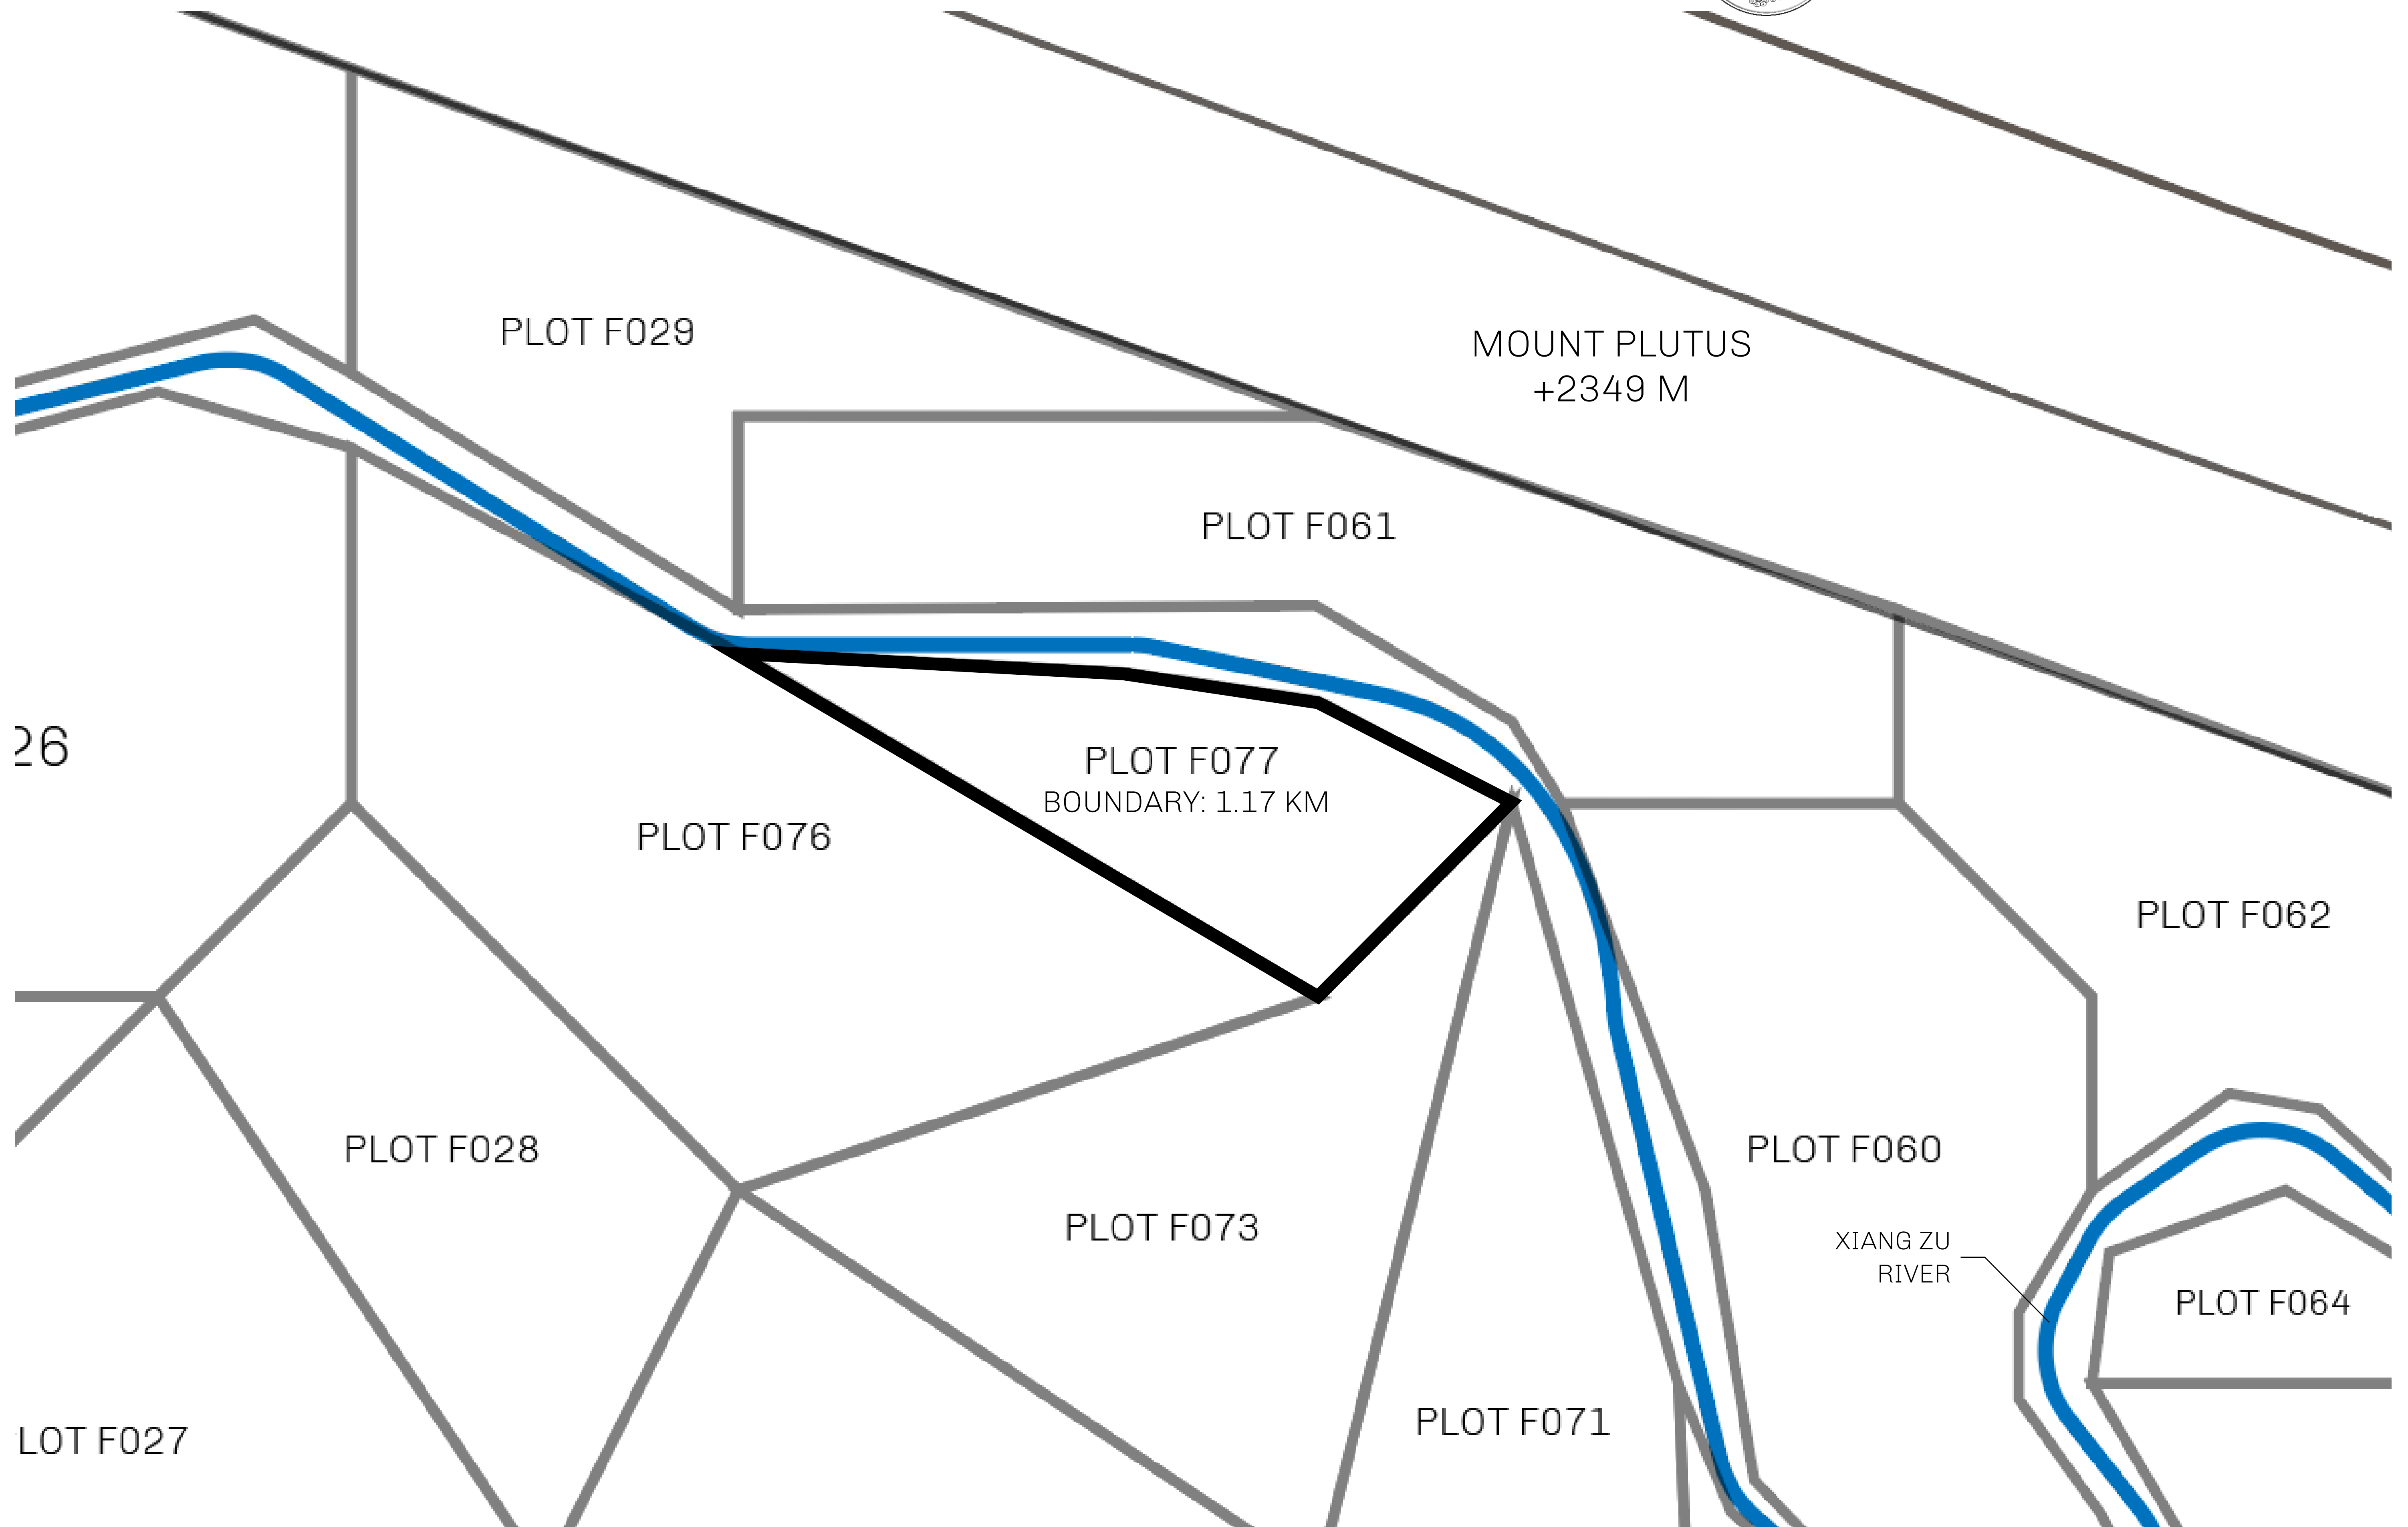 PLOT F029
MOUNT PLUTUS
+2349 M
PLOT F061
26
PLOT F077
BOUNDARY: 1.17 KM
PLOT F076
PLOT F062
PLOT F028
PLOT F060
PLOT F073
XIANG ZU
RIVER
PLOT F064
PLOT F071
LOT F027